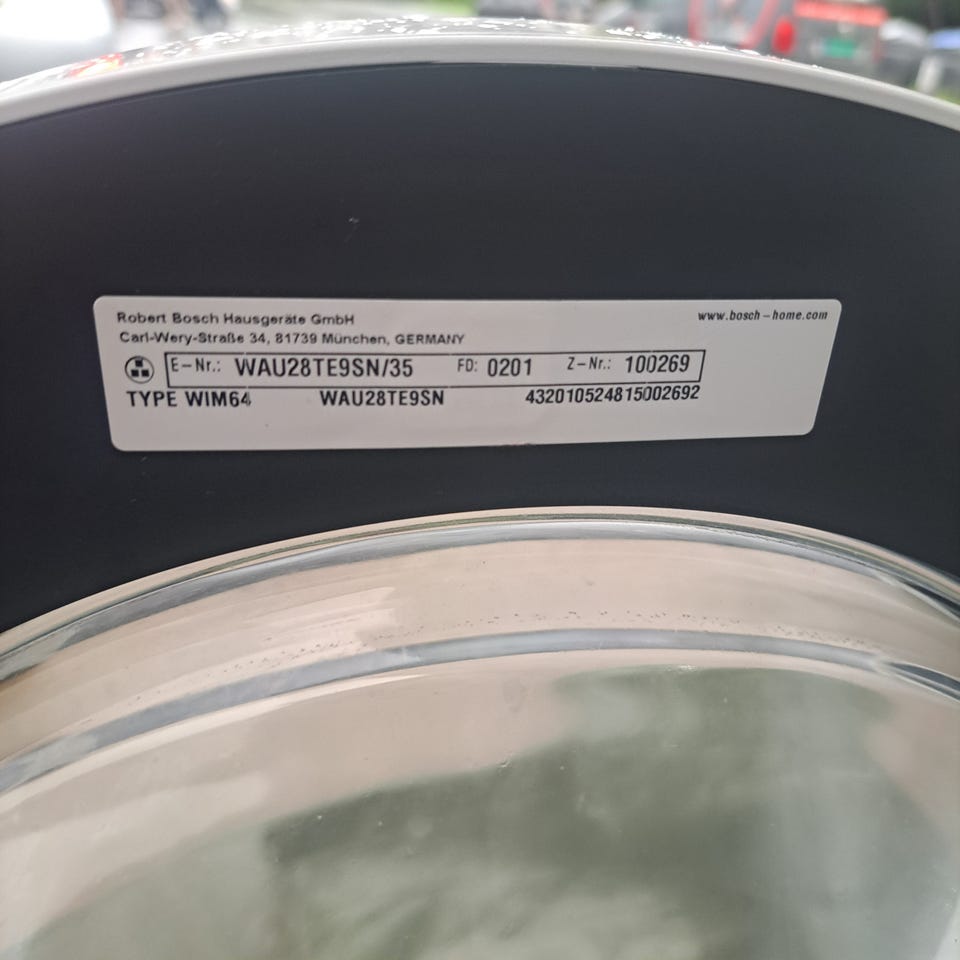 Robert Bosch Hausgeräte GmbH www.bosch-home.com
Carl-Wery-Straße 34, 81739 München, GERMANY
E-Nr.: WAU28TE9SN/35 FD: 0201 Z-Nr.: 100269
TYPE WIM64 WAU28TE9SN 432010524815002692